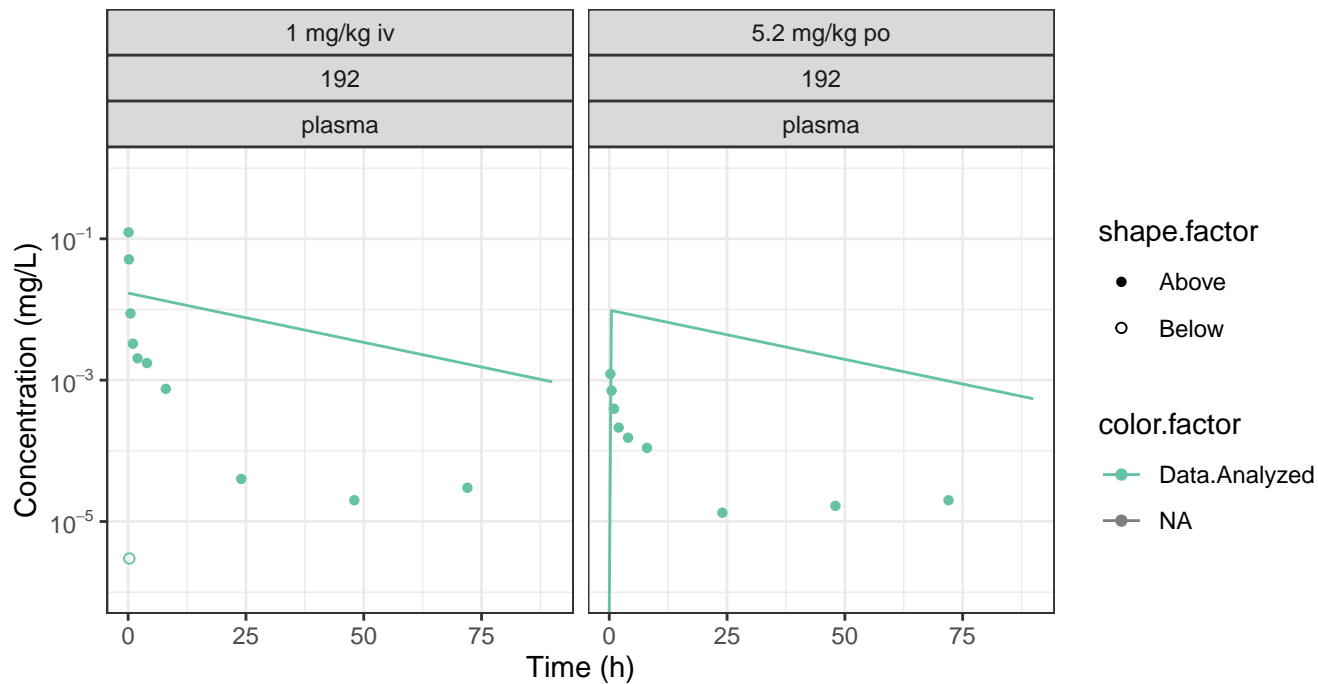 1 mg/kg iv
5.2 mg/kg po
192
192
plasma
plasma
10−1
10−3
10−5
Concentration (mg/L)
0
25
50
75
0
25
50
75
Time (h)
shape.factor
Above
Below
color.factor
Data.Analyzed
NA